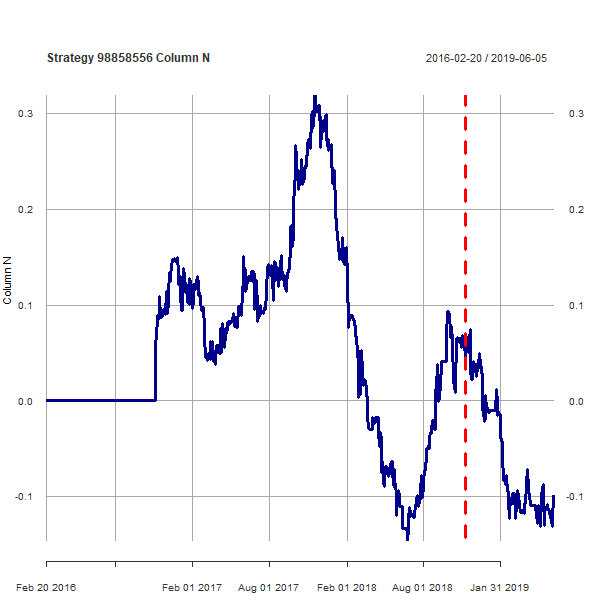 Strategy 98858556 Column N
2016-02-20 / 2019-06-05
0.3 0.3
0.2 0.2
0.1 0.1
0.0 0.0
-0.1 -0.1
Column N
Feb 20 2016 Feb 01 2017 Aug 01 2017 Feb 01 2018 Aug 01 2018 Jan 31 2019